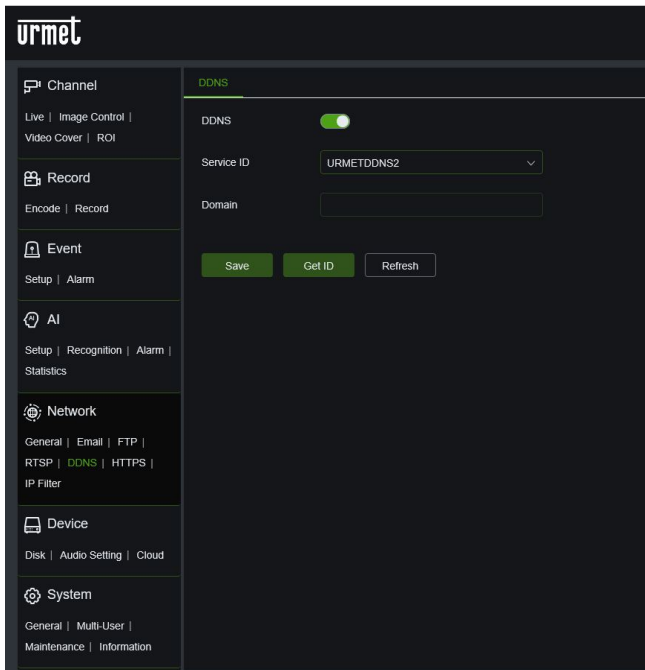 urmet
Channel
Live | Image Control |
Video Cover | ROI
Record
Encode | Record
Event
Setup | Alarm
AI
Setup | Recognition | Alarm |
Statistics
Network
General | Email | FTP |
RTSP | DDNS | HTTPS |
IP Filter
Device
Disk | Audio Setting | Cloud
System
General | Multi-User |
Maintenance | Information
DDNS
DDNS
Service ID URMETDDNS2
Domain
Save Get ID Refresh